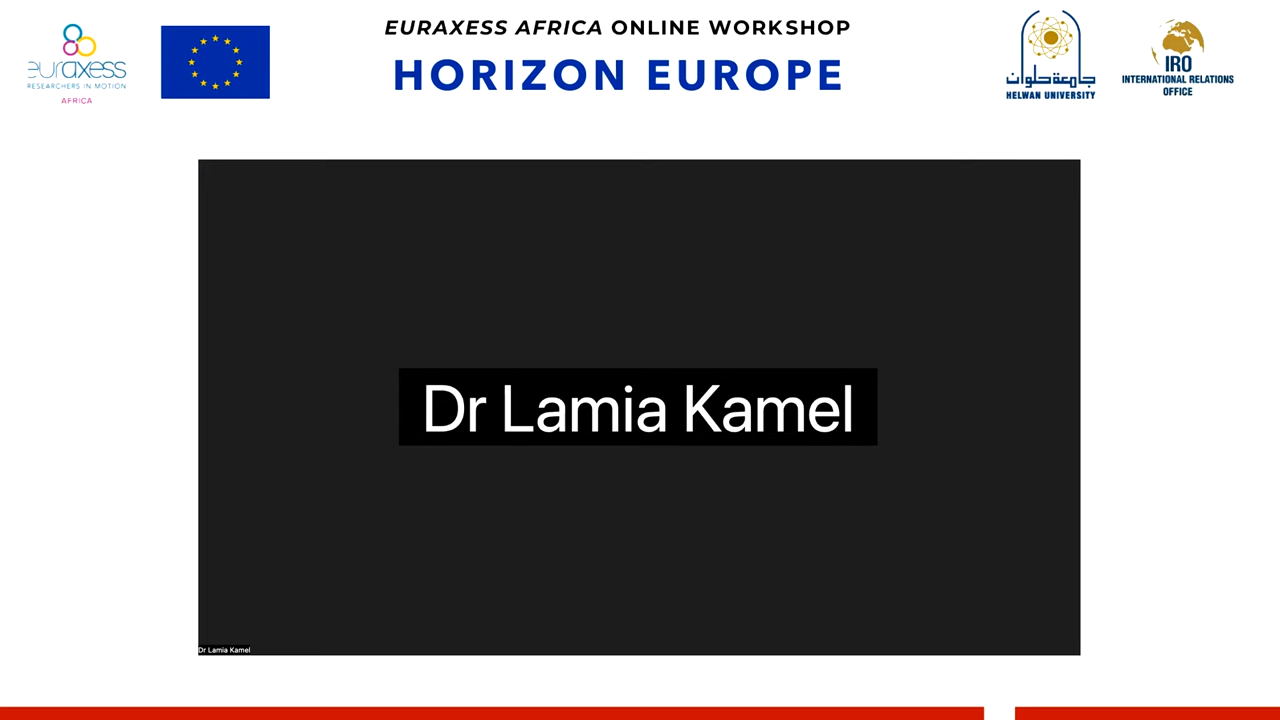 EURAXESS AFRICA ONLINE WORKSHOP
HORIZON EUROPE
euraxess
RESEARCHERS IN MOTION
AFRICA
جامعة حلوان
HELWAN UNIVERSITY
IRO
INTERNATIONAL RELATIONS
OFFICE
Dr Lamia Kamel
Dr Lamia Kamel